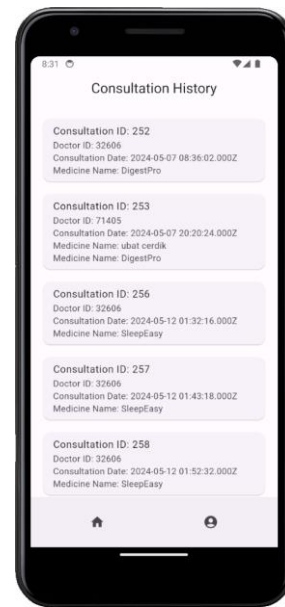 8:31
Consultation History
Consultation ID: 252
Doctor ID: 32606
Consultation Date: 2024-05-07 08:36:02.000Z
Medicine Name: DigestPro
Consultation ID: 253
Doctor ID: 71405
Consultation Date: 2024-05-07 20:20:24.000Z
Medicine Name: ubat cerdik
Medicine Name: DigestPro
Consultation ID: 256
Doctor ID: 32606
Consultation Date: 2024-05-12 01:32:16.000Z
Medicine Name: SleepEasy
Consultation ID: 257
Doctor ID: 32606
Consultation Date: 2024-05-12 01:43:18.000Z
Medicine Name: SleepEasy
Consultation ID: 258
Doctor ID: 32606
Consultation Date: 2024-05-12 01:52:32.000Z
Medicine Name: SleepEasy